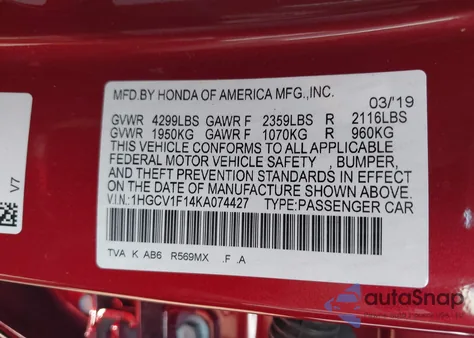 MFD.BY HONDA OF AMERICA MFG.,INC.
03/'19
GVWR 4299LBS GAWR F 2359LBS R 2116LBS
GVWR 1950KG GAWR F 1070KG R 960KG
THIS VEHICLE CONFORMS TO ALL APPLICABLE
FEDERAL MOTOR VEHICLE SAFETY , BUMPER,
AND THEFT PREVENTION STANDARDS IN EFFECT
ON THE DATE OF MANUFACTURE SHOWN ABOVE.
V.I.N.:1HGCV1F14KA074427 TYPE:PASSENGER CAR
TVA K AB6 R569MX .F .A
V7
autoSnap